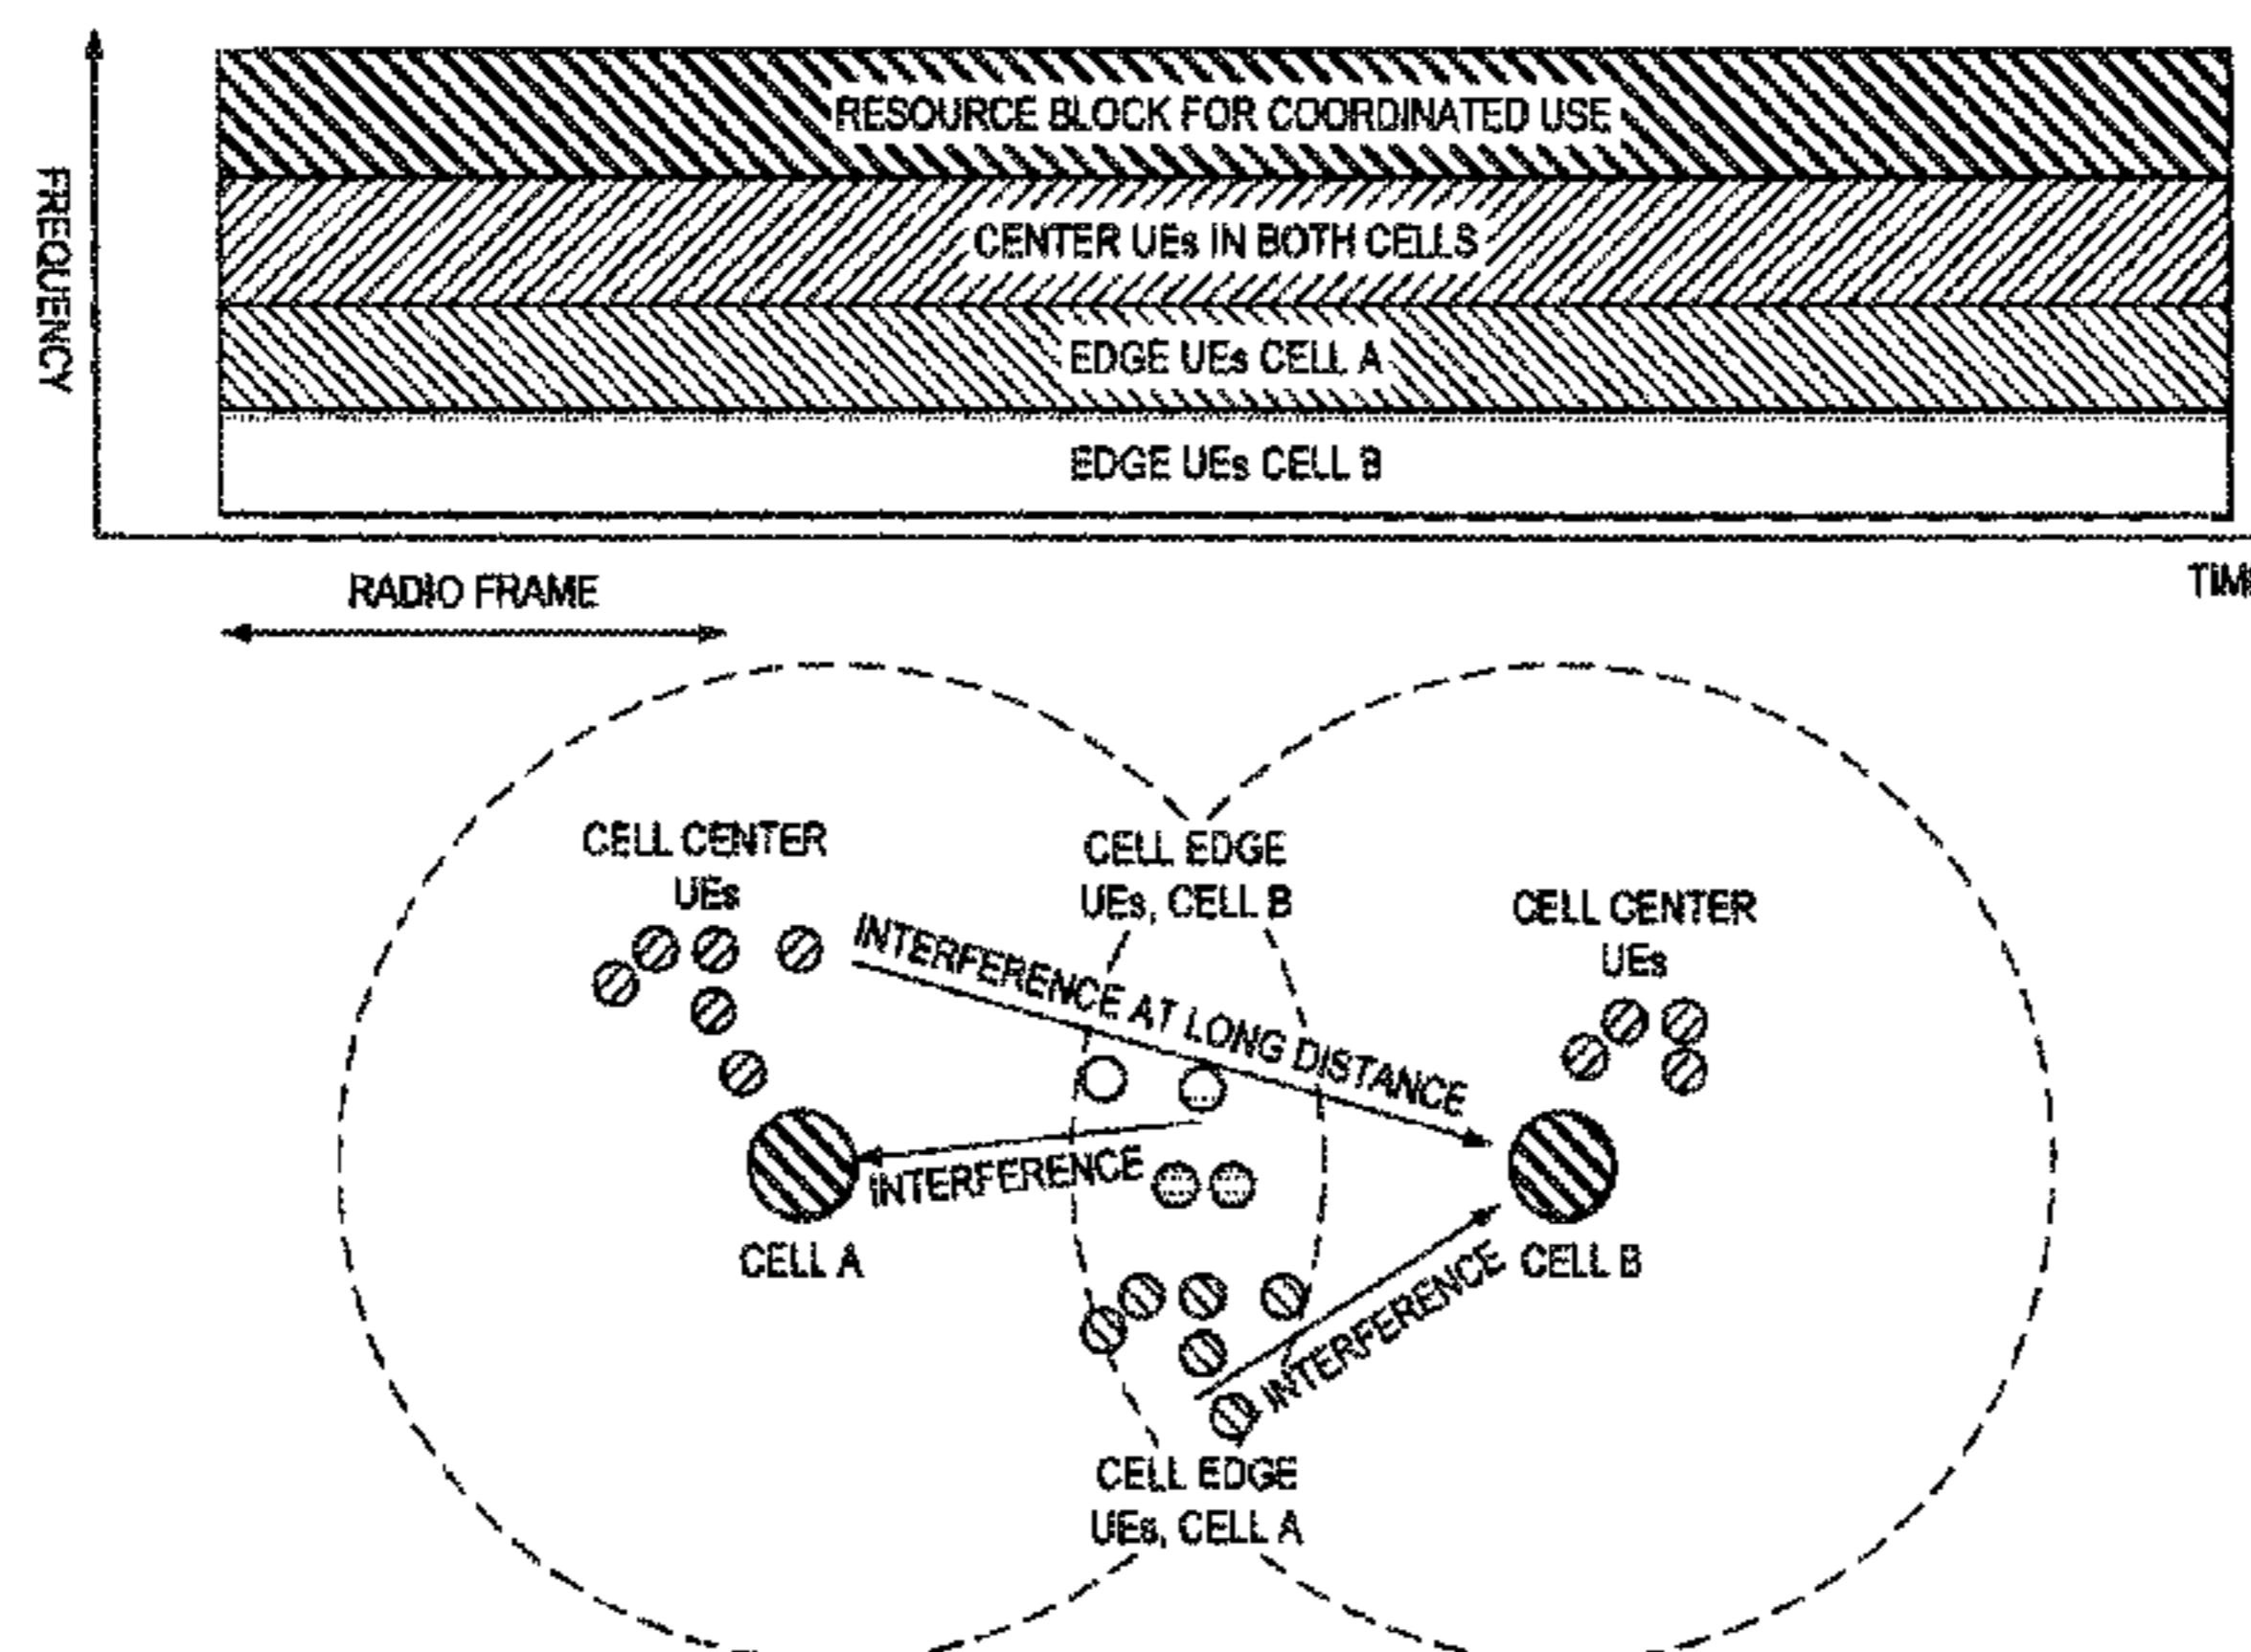 RESOURCE BLOCK FOR COORDINATED USE
CENTER UEs IN BOTH CELLS
FREQUENCY
EDGE UEs CELL A
EDGE UEs CELL B
RADIO FRAME
TIM
CELL CENTER
UEs
CELL EDGE
UEs, CELL B
CELL CENTER
UEs
INTERFERENCE AT LONG DISTANCE
INTERFERENCE
CELL A
CELL B
INTERFERENCE
CELL EDGE
UEs, CELL A